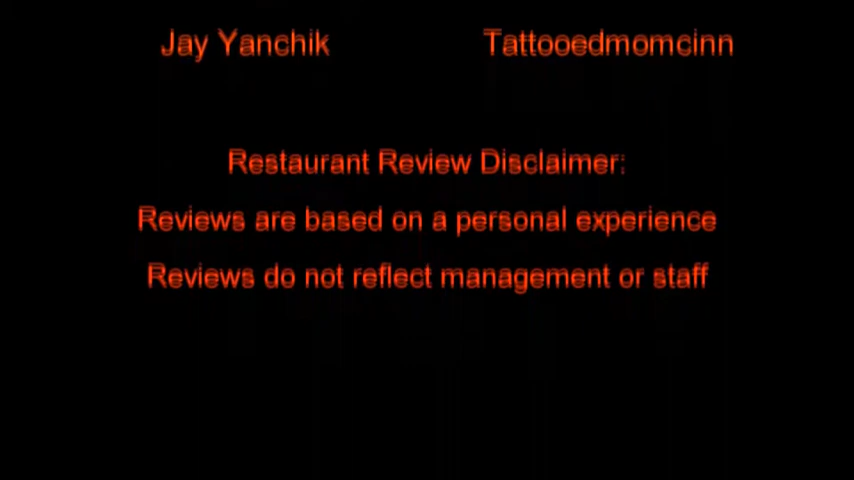 Jay Yanchik Tattooedmomcinn
Restaurant Review Disclaimer:
Reviews are based on a personal experience
Reviews do not reflect management or staff